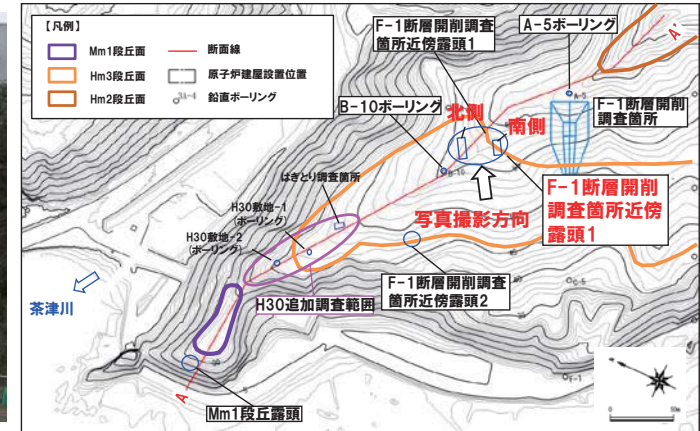 【凡例】
Mm1段丘面
Hm3段丘面
Hm2段丘面
断面線
原子炉建屋設置位置
3A-4 鉛直ボーリング
F-1断層開削調査
箇所近傍露頭1
A-5ボーリング
A'
A-5
F-1断層開削
調査箇所
B-10ボーリング
北側
南側
B-10
はぎとり調査箇所
H30敷地-1
(ボーリング)
H30敷地-2
(ボーリング)
写真撮影方向
F-1断層開削
調査箇所近傍
露頭1
F-1断層開削調査
箇所近傍露頭2
C-5
茶津川
H30追加調査範囲
A
Mm1段丘露頭
F-1
0 50m